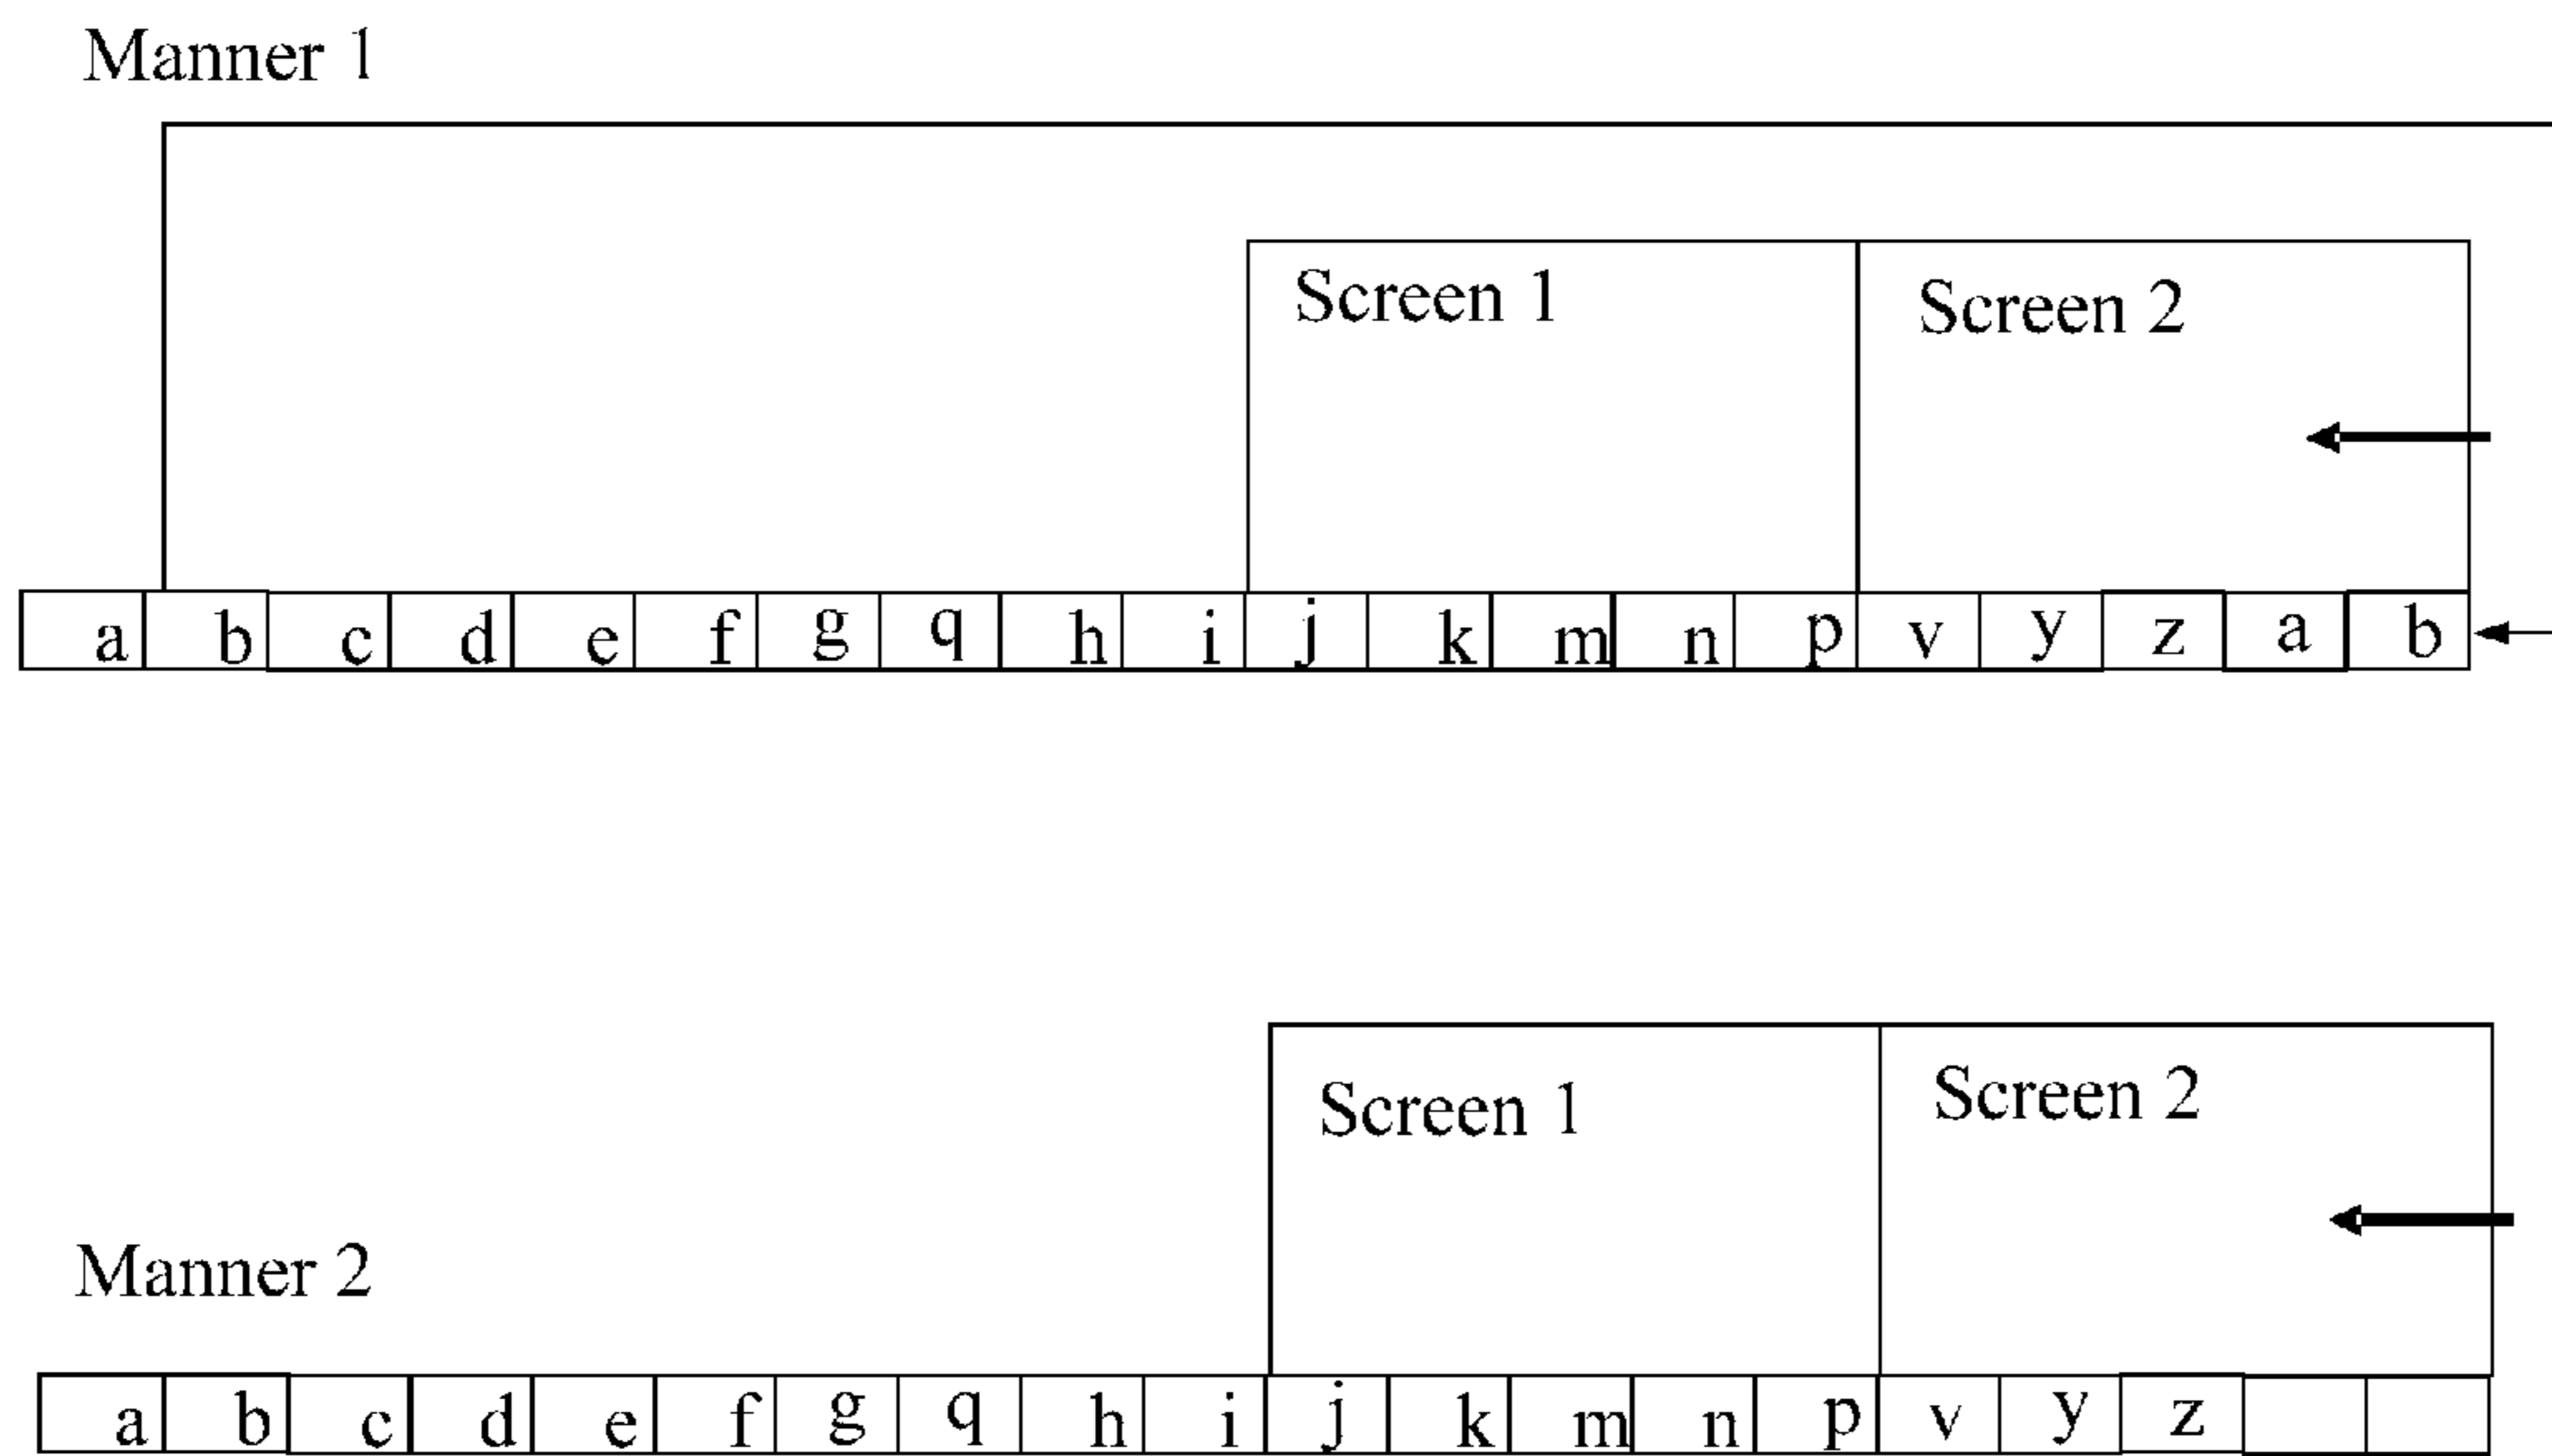 Manner 1
Screen 1 Screen 2
a b c d e f g q h i j k m n p v y z a b
Screen 1 Screen 2
Manner 2
a b c d e f g q h i j k m n p v y z